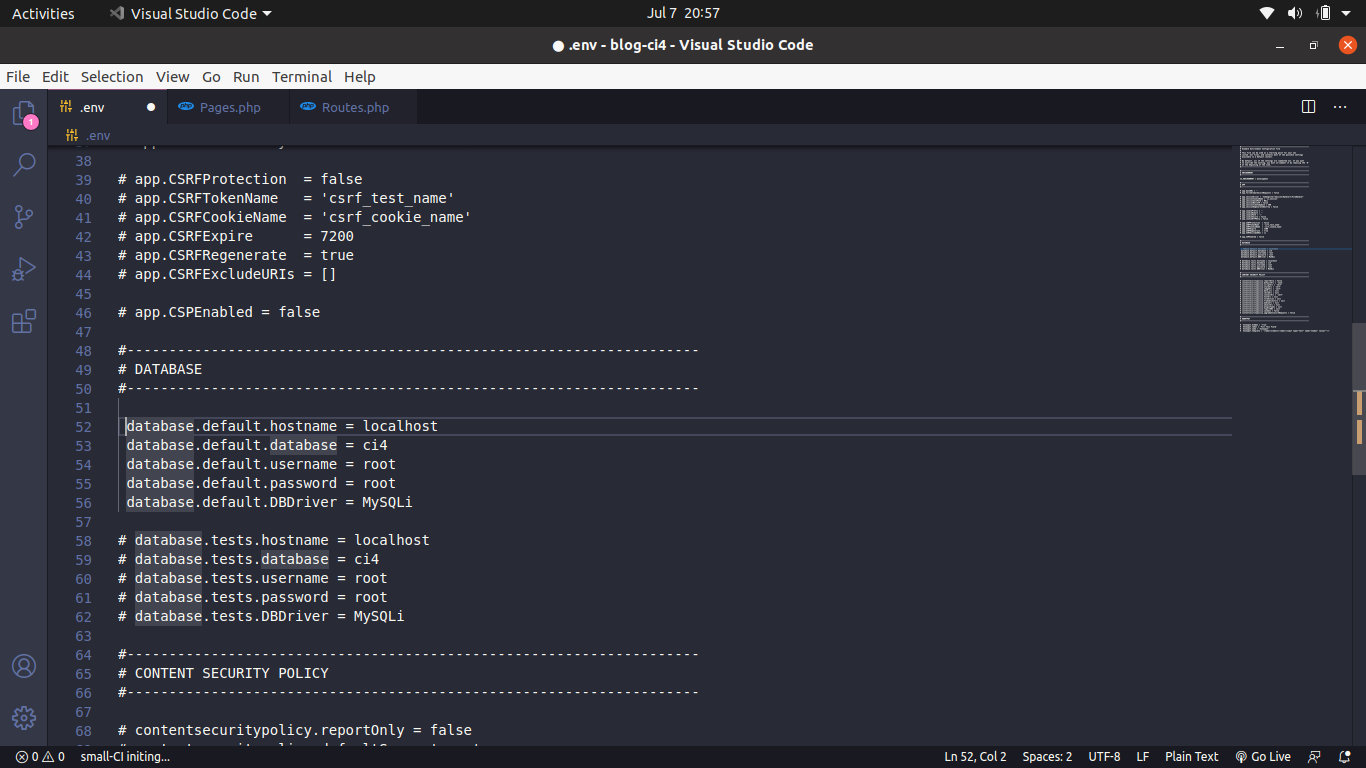 Activities
Visual Studio Code
Jul 7 20:57
.env - blog-ci4 - Visual Studio Code
File Edit Selection View Go Run Terminal Help
1
.env
Pages.php
Routes.php
.env
38
39 # app.CSRFProtection  = false
40 # app.CSRFTokenName   = 'csrf_test_name'
41 # app.CSRFCookieName  = 'csrf_cookie_name'
42 # app.CSRFExpire      = 7200
43 # app.CSRFRegenerate  = true
44 # app.CSRFExcludeURIs = []
45
46 # app.CSPEnabled = false
47
48 #--------------------------------------------------------------------
49 # DATABASE
50 #--------------------------------------------------------------------
51
52 database.default.hostname = localhost
53 database.default.database = ci4
54 database.default.username = root
55 database.default.password = root
56 database.default.DBDriver = MySQLi
57
58 # database.tests.hostname = localhost
59 # database.tests.database = ci4
60 # database.tests.username = root
61 # database.tests.password = root
62 # database.tests.DBDriver = MySQLi
63
64 #--------------------------------------------------------------------
65 # CONTENT SECURITY POLICY
66 #--------------------------------------------------------------------
67
68 # contentsecuritypolicy.reportOnly = false
0 0 small-CI initing... Ln 52, Col 2 Spaces: 2 UTF-8 LF Plain Text Go Live